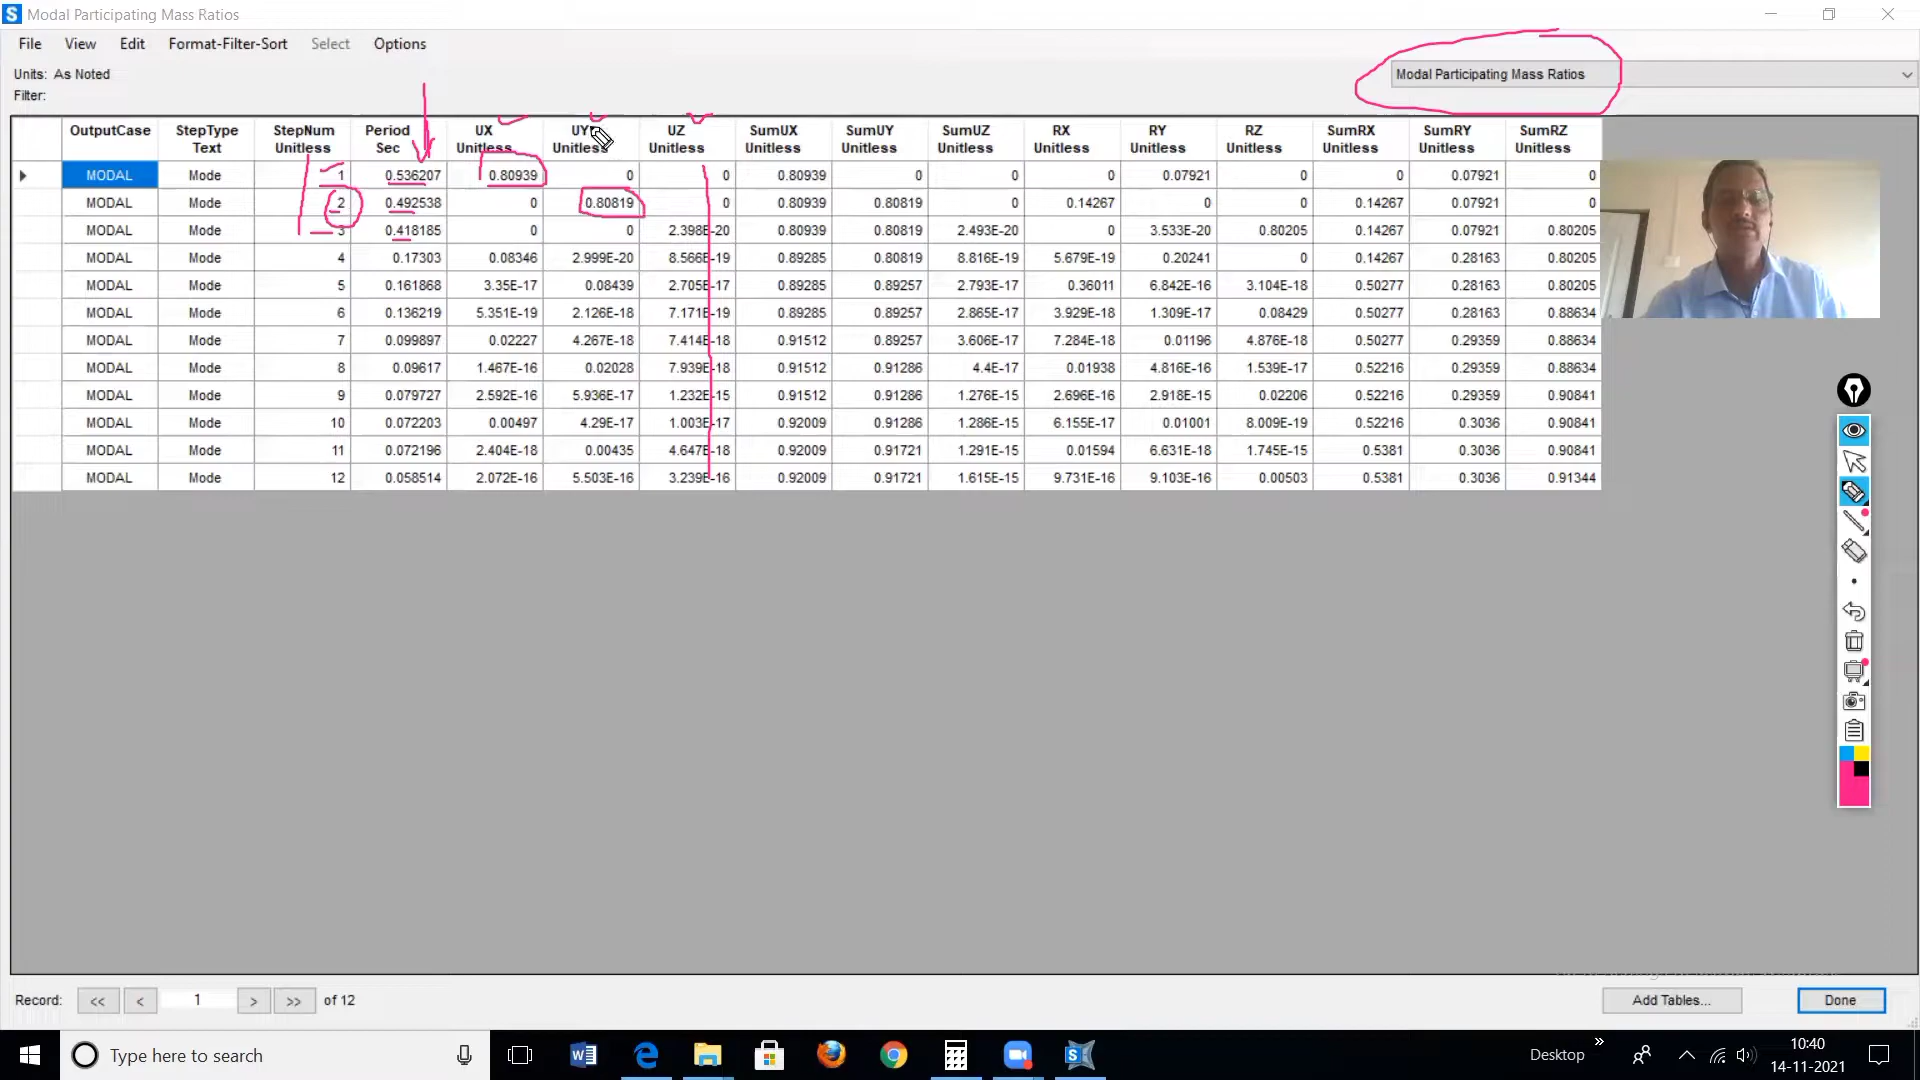 Modal Participating Mass Ratios
File View Edit Format-Filter-Sort Select Options
Units: As Noted
Modal Participating Mass Ratios
Filter:
OutputCase StepType Text StepNum Unitless Period Sec UX Unitless UY Unitless UZ Unitless SumUX Unitless SumUY Unitless SumUZ Unitless RX Unitless RY Unitless RZ Unitless SumRX Unitless SumRY Unitless SumRZ Unitless
MODAL Mode 1 0.536207 0.80939 0 0 0.80939 0 0 0 0.07921 0 0 0.07921 0
MODAL Mode 2 0.492538 0 0.80819 0 0.80939 0.80819 0 0.14267 0 0 0.14267 0.07921 0
MODAL Mode 3 0.418185 0 0 2.398E-20 0.80939 0.80819 2.493E-20 0 3.533E-20 0.80205 0.14267 0.07921 0.80205
MODAL Mode 4 0.17303 0.08346 2.999E-20 8.566E-19 0.89285 0.80819 8.816E-19 5.679E-19 0.20241 0 0.14267 0.28163 0.80205
MODAL Mode 5 0.161868 3.35E-17 0.08439 2.705E-17 0.89285 0.89257 2.793E-17 0.36011 6.842E-16 3.104E-18 0.50277 0.28163 0.80205
MODAL Mode 6 0.136219 5.351E-19 2.126E-18 7.171E-19 0.89285 0.89257 2.865E-17 3.929E-18 1.309E-17 0.08429 0.50277 0.28163 0.88634
MODAL Mode 7 0.099897 0.02227 4.267E-18 7.414E-18 0.91512 0.89257 3.606E-17 7.284E-18 0.01196 4.876E-18 0.50277 0.29359 0.88634
MODAL Mode 8 0.09617 1.467E-16 0.02028 7.939E-18 0.91512 0.91286 4.4E-17 0.01938 4.816E-16 1.539E-17 0.52216 0.29359 0.88634
MODAL Mode 9 0.079727 2.592E-16 5.936E-17 1.232E-15 0.91512 0.91286 1.276E-15 2.696E-16 2.918E-15 0.02206 0.52216 0.29359 0.90841
MODAL Mode 10 0.072203 0.00497 4.29E-17 1.003E-17 0.92009 0.91286 1.286E-15 6.155E-17 0.01001 8.009E-19 0.52216 0.3036 0.90841
MODAL Mode 11 0.072196 2.404E-18 0.00435 4.647E-18 0.92009 0.91721 1.291E-15 0.01594 6.631E-18 1.745E-15 0.5381 0.3036 0.90841
MODAL Mode 12 0.058514 2.072E-16 5.503E-16 3.239E-16 0.92009 0.91721 1.615E-15 9.731E-16 9.103E-16 0.00503 0.5381 0.3036 0.91344
Record: << < 1 > >> of 12 Add Tables... Done
Type here to search
Desktop
10:40
14-11-2021